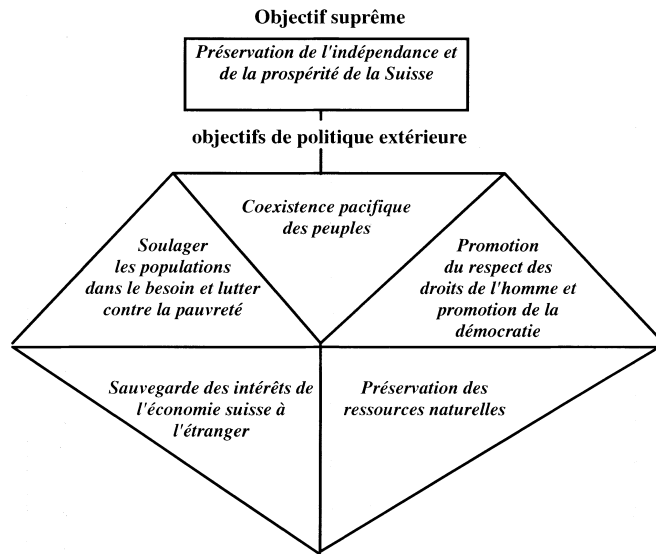 Objectif suprême
Préservation de l'indépendance et
de la prospérité de la Suisse
objectifs de politique extérieure
Coexistence pacifique
des peuples
Soulager
les populations
dans le besoin et lutter
contre la pauvreté
Promotion
du respect des
droits de l'homme et
promotion de la
démocratie
Sauvegarde des intérêts de
l'économie suisse à
l'étranger
Préservation des
ressources naturelles